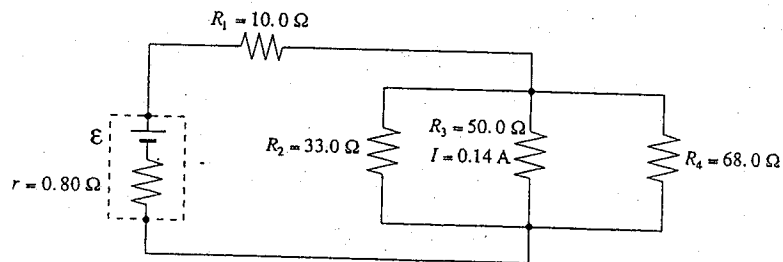 R₁ = 10.0 Ω
R₂ = 33.0 Ω
R₃ = 50.0 Ω
I = 0.14 A
R₄ = 68.0 Ω
ε
r = 0.80 Ω